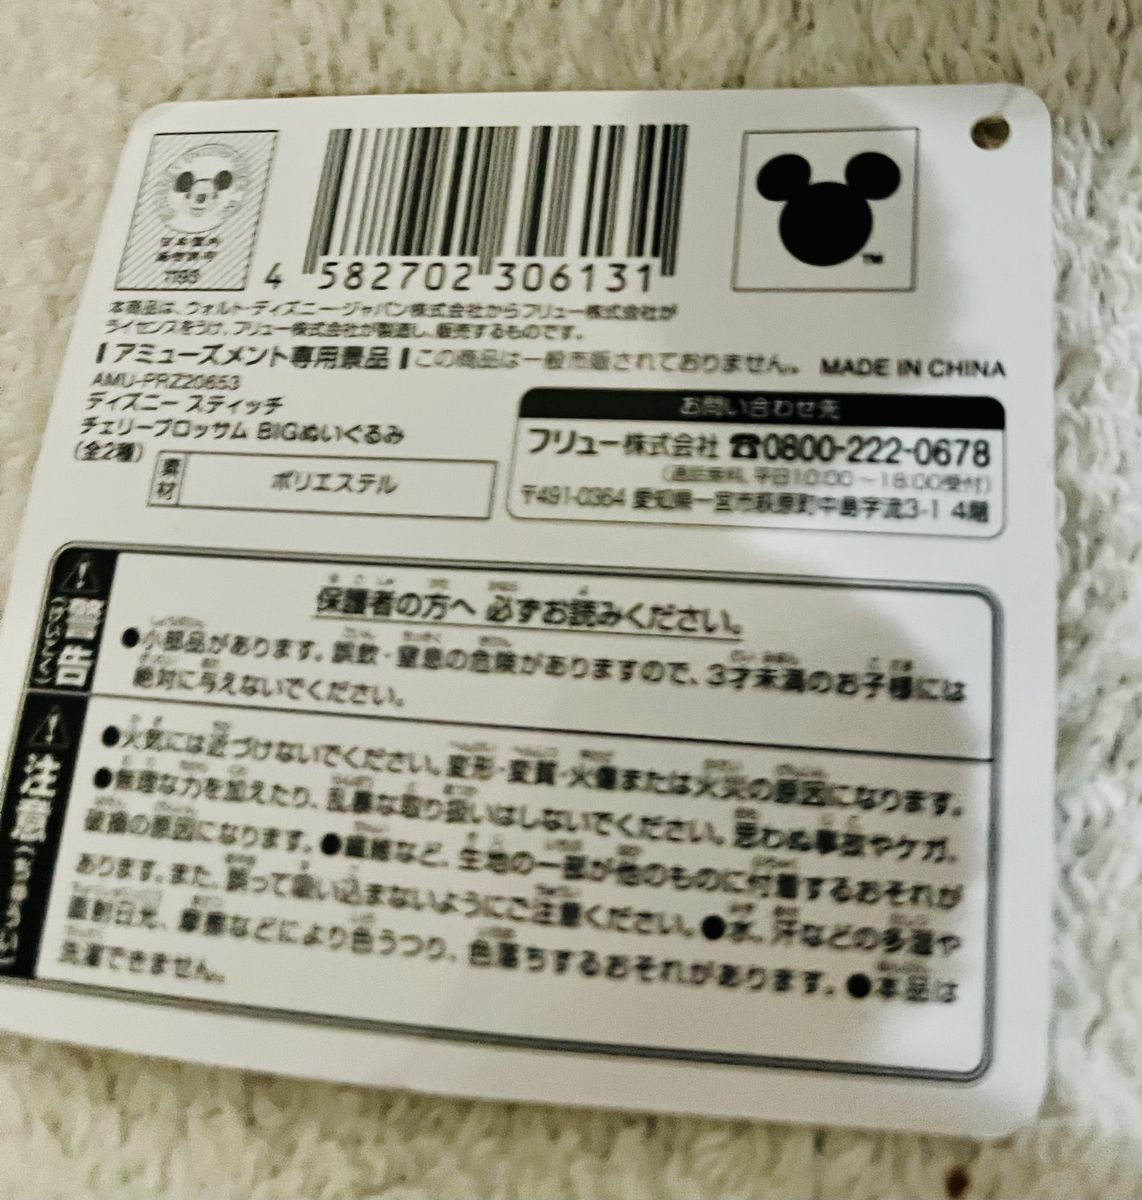 日本国内
販売許可
1195
4 582702 306131
TM
本商品は、ウォルト・ディズニー・ジャパン株式会社からフリュー株式会社が
ライセンスをうけ、フリュー株式会社が製造し、販売するものです。
アミューズメント専用景品 この商品は一般市販されておりません。 MADE IN CHINA
AMU-PRZ20653
ディズニー スティッチ
チェリーブロッサム BIGぬいぐるみ
(全2種)
素材 ポリエステル
お問い合わせ先
フリュー株式会社 ☎0800-222-0678
(通話無料、平日10:00～18:00受付)
〒491-0364 愛知県一宮市萩原町中島字流3-1 4階
警告
保護者の方へ 必ずお読みください。
●小部品があります。誤飲・窒息の危険がありますので、3才未満のお子様には
絶対に与えないでください。
注意
●火気には近づけないでください。変形・変質・火傷または火災の原因になります。
●無理な力を加えたり、乱暴な取り扱いはしないでください。思わぬ事故やケガ、
破損の原因になります。●繊維など、生地の一部が他のものに付着するおそれが
あります。また、誤って吸い込まないようにご注意ください。●水、汗などの多湿や
直射日光、摩擦などにより色うつり、色落ちするおそれがあります。●本品は
洗濯できません。